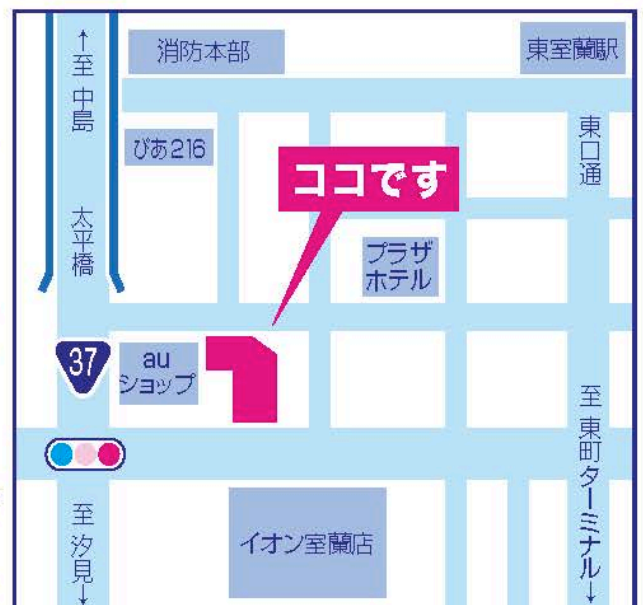 ↑至 中島
消防本部
東室蘭駅
ぴあ216
東口通
ココです
太平橋
プラザ
ホテル
37
au
ショップ
至 東町ターミナル↓
至 汐見↓
イオン室蘭店